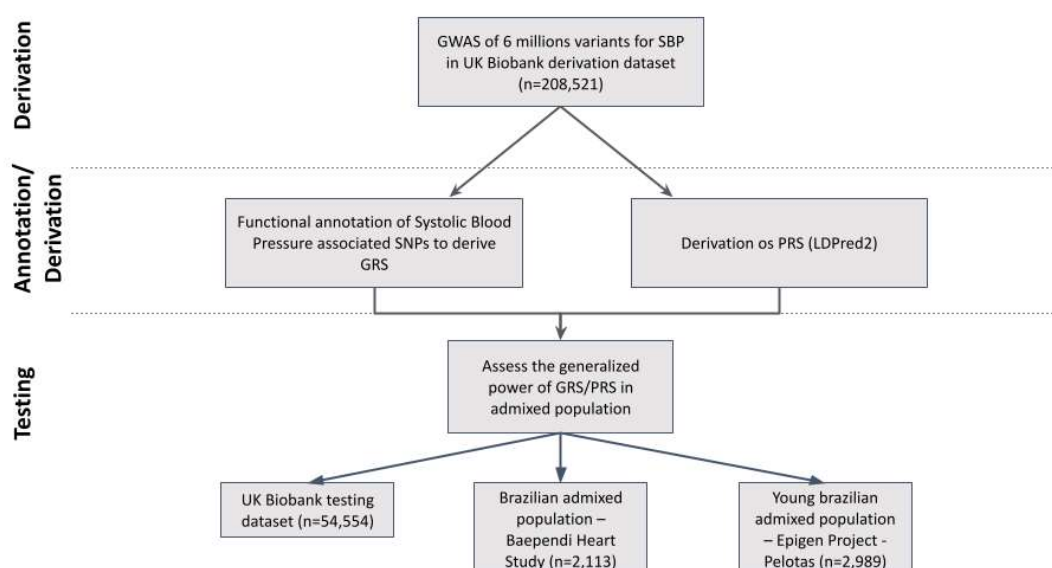 Derivation
GWAS of 6 millions variants for SBP
in UK Biobank derivation dataset
(n=208,521)
Annotation/
Derivation
Functional annotation of Systolic Blood
Pressure associated SNPs to derive
GRS
Derivation os PRS (LDPred2)
Testing
Assess the generalized
power of GRS/PRS in
admixed population
UK Biobank testing
dataset (n=54,554)
Brazilian admixed
population –
Baependi Heart
Study (n=2,113)
Young brazilian
admixed population
– Epigen Project -
Pelotas (n=2,989)